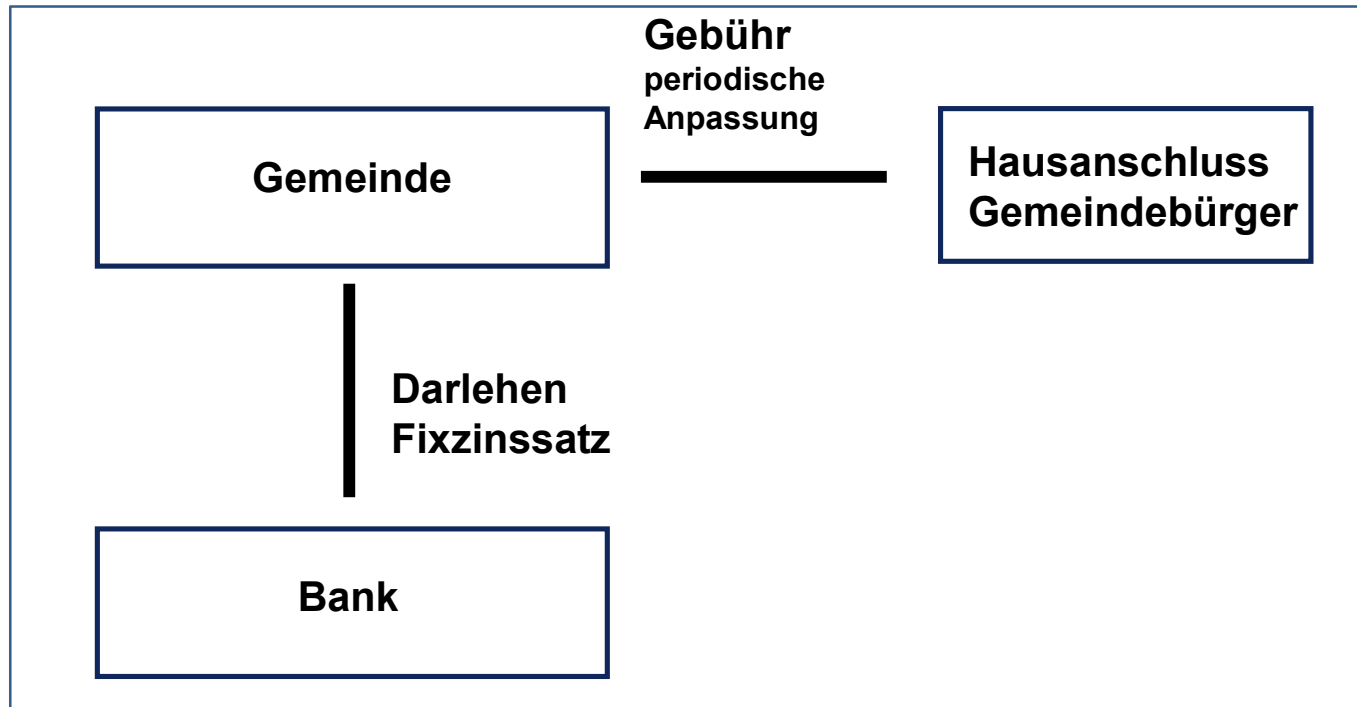 Gebühr
periodische
Anpassung
Gemeinde
Hausanschluss
Gemeindebürger
Darlehen
Fixzinssatz
Bank